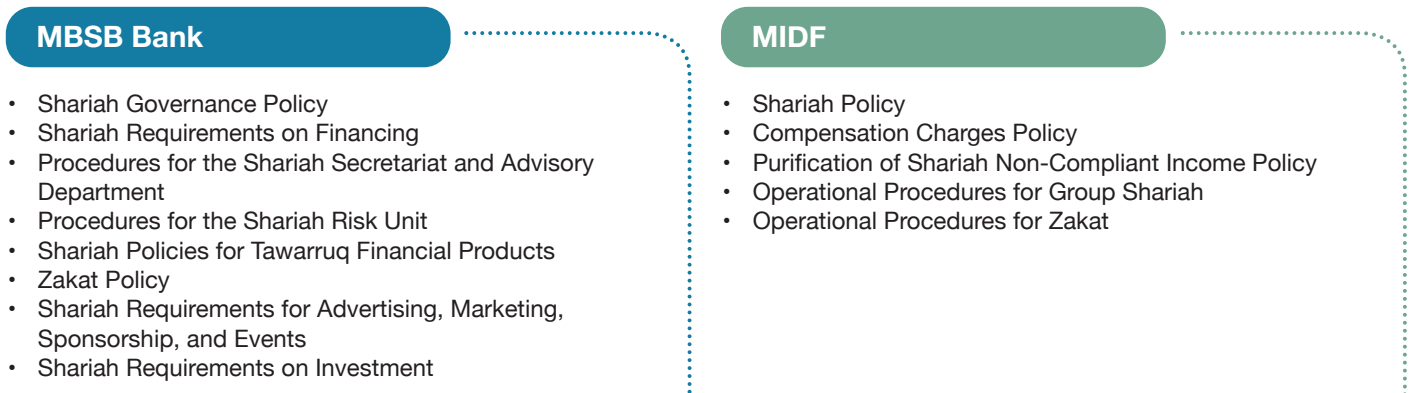 MBSB Bank
• Shariah Governance Policy
• Shariah Requirements on Financing
• Procedures for the Shariah Secretariat and Advisory
Department
• Procedures for the Shariah Risk Unit
• Shariah Policies for Tawarruq Financial Products
• Zakat Policy
• Shariah Requirements for Advertising, Marketing,
Sponsorship, and Events
• Shariah Requirements on Investment
MIDF
• Shariah Policy
• Compensation Charges Policy
• Purification of Shariah Non-Compliant Income Policy
• Operational Procedures for Group Shariah
• Operational Procedures for Zakat